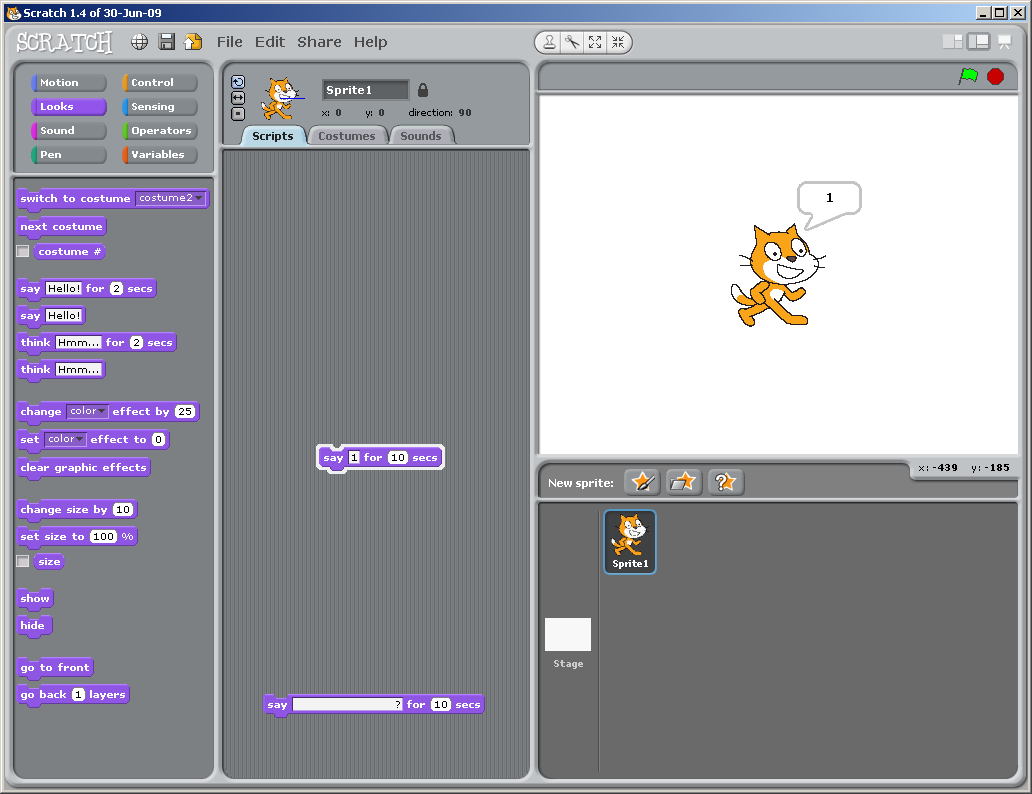 Scratch 1.4 of 30-Jun-09
SCRATCH File Edit Share Help
Motion Control
Looks Sensing
Sound Operators
Pen Variables
switch to costume costume2
next costume
costume #
say Hello! for 2 secs
say Hello!
think Hmm... for 2 secs
think Hmm...
change color effect by 25
set color effect to 0
clear graphic effects
change size by 10
set size to 100 %
size
show
hide
go to front
go back 1 layers
Sprite1
x: 0 y: 0 direction: 90
Scripts Costumes Sounds
say 1 for 10 secs
say ? for 10 secs
1
x: -439 y: -185
New sprite:
Sprite1
Stage